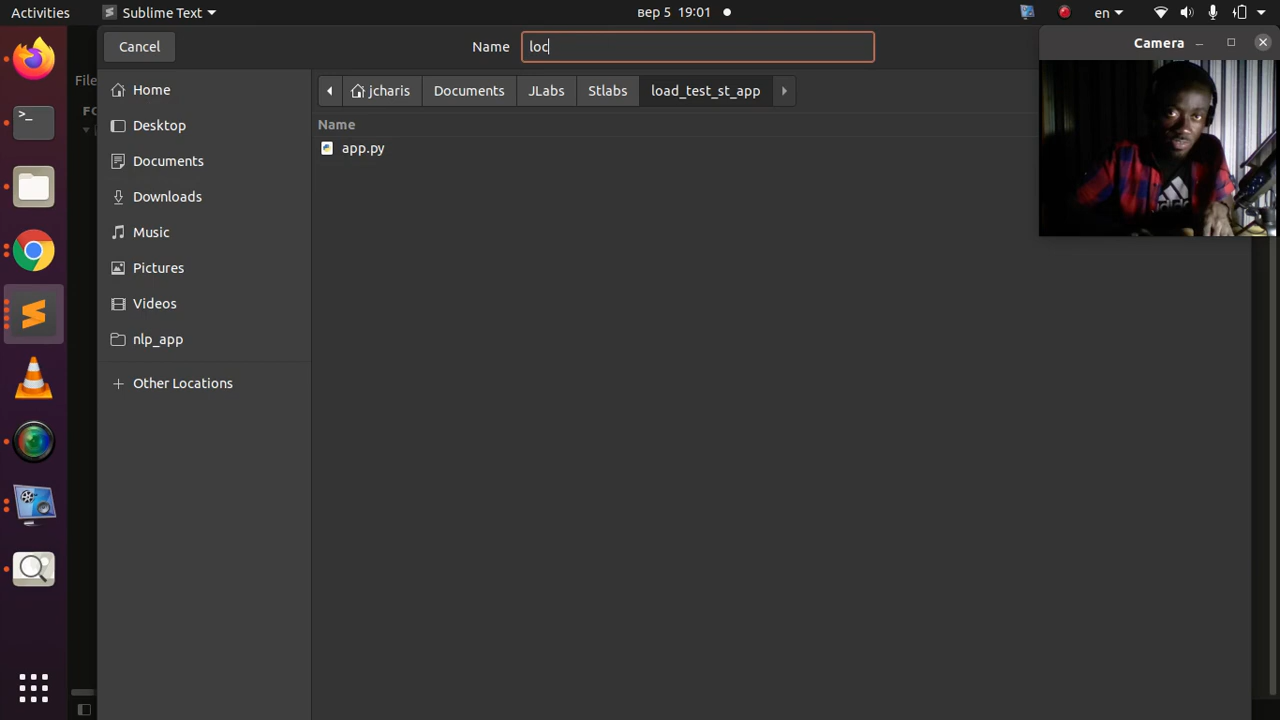 Activities
Sublime Text
вер 5 19:01
en
Cancel
Name
loc
Camera
File
FO
jcharis
Documents
JLabs
Stlabs
load_test_st_app
Name
app.py
Home
Desktop
Documents
Downloads
Music
Pictures
Videos
nlp_app
Other Locations